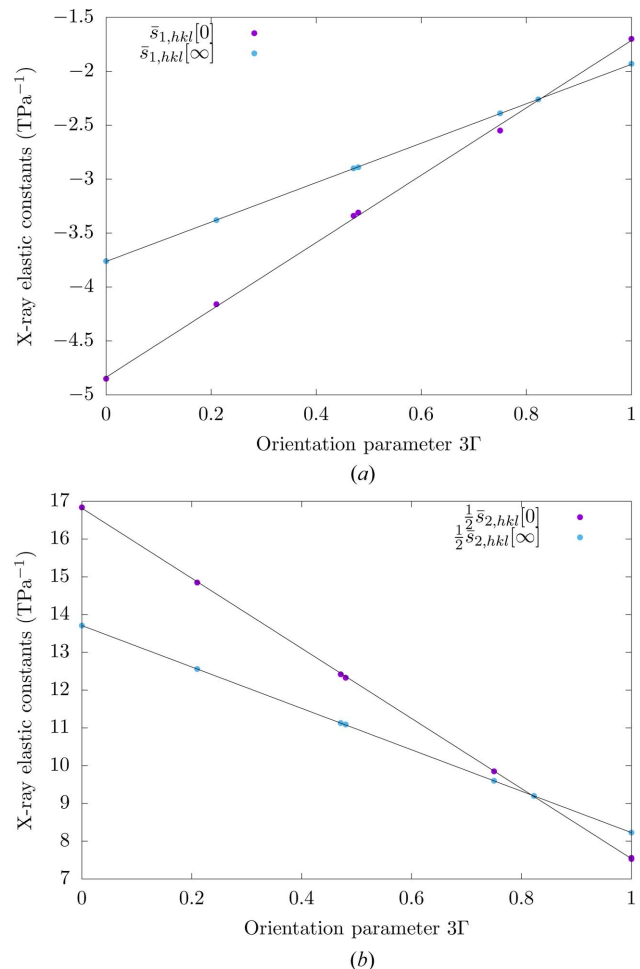 −1.5
−2
−2.5
−3
−3.5
−4
−4.5
−5
X-ray elastic constants (TPa⁻¹)
s̄₁,hkl[0]
s̄₁,hkl[∞]
0 0.2 0.4 0.6 0.8 1
Orientation parameter 3Γ
(a)
17
16
15
14
13
12
11
10
9
8
7
X-ray elastic constants (TPa⁻¹)
½s̄₂,hkl[0]
½s̄₂,hkl[∞]
0 0.2 0.4 0.6 0.8 1
Orientation parameter 3Γ
(b)